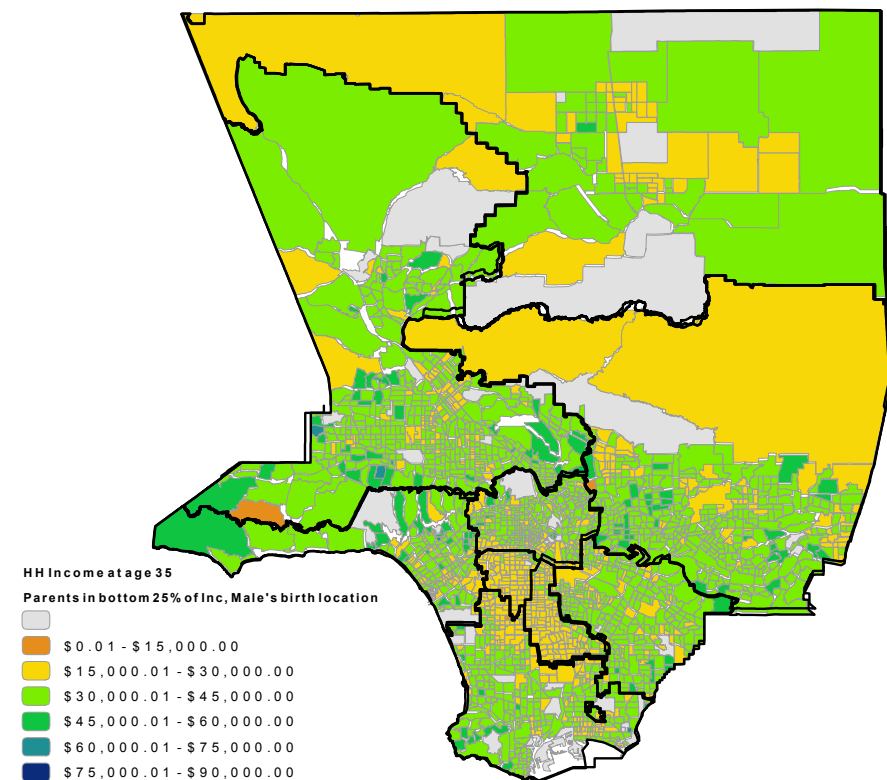 HH Income at age 35
Parents in bottom 25% of Inc, Male's birth location
$0.01 - $15,000.00
$15,000.01 - $30,000.00
$30,000.01 - $45,000.00
$45,000.01 - $60,000.00
$60,000.01 - $75,000.00
$75,000.01 - $90,000.00